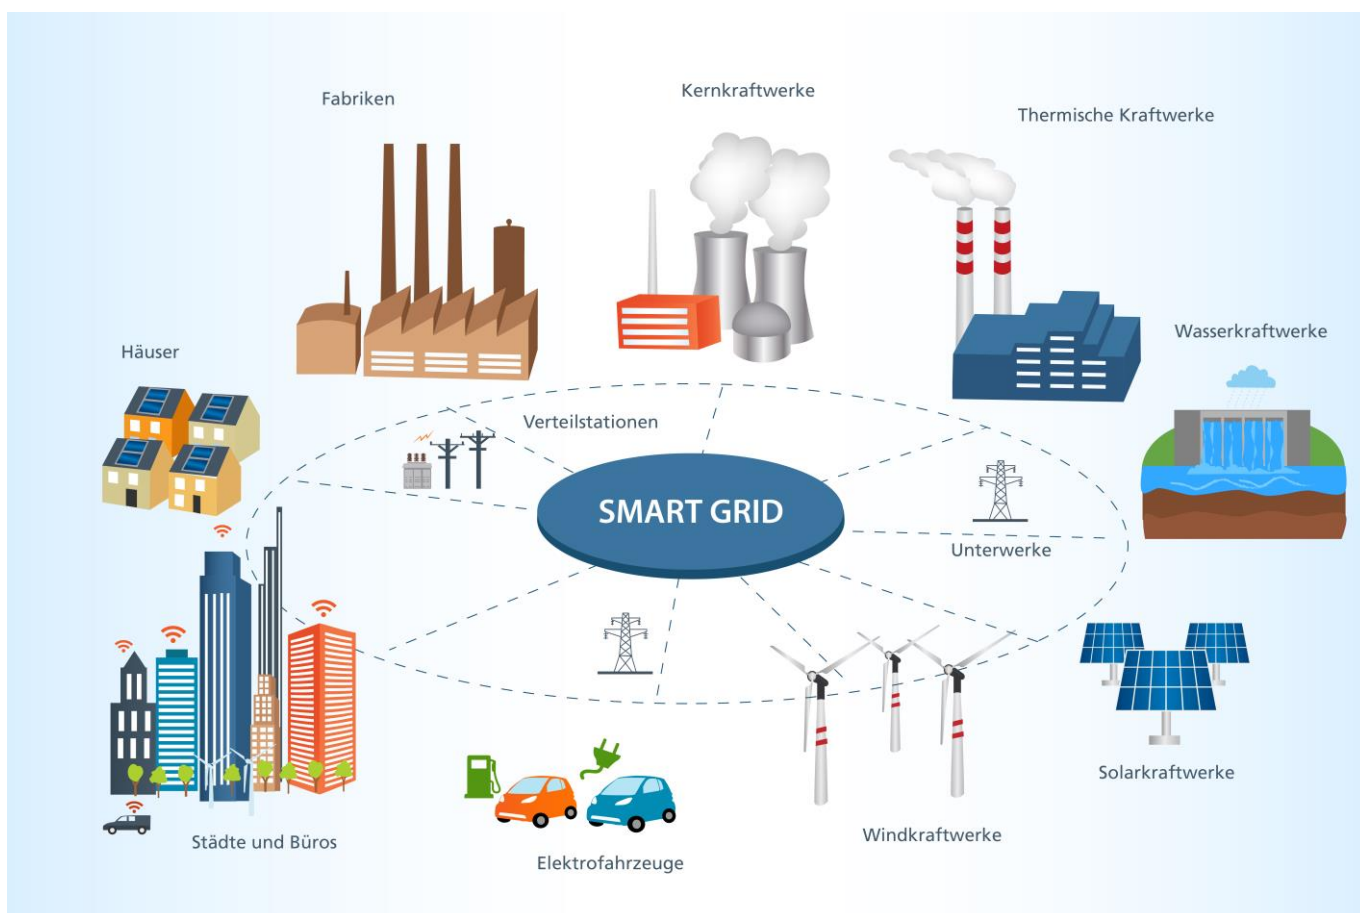 Kernkraftwerke
Fabriken
Thermische Kraftwerke
Wasserkraftwerke
Häuser
Verteilstationen
SMART GRID
Unterwerke
Solarkraftwerke
Windkraftwerke
Städte und Büros
Elektrofahrzeuge